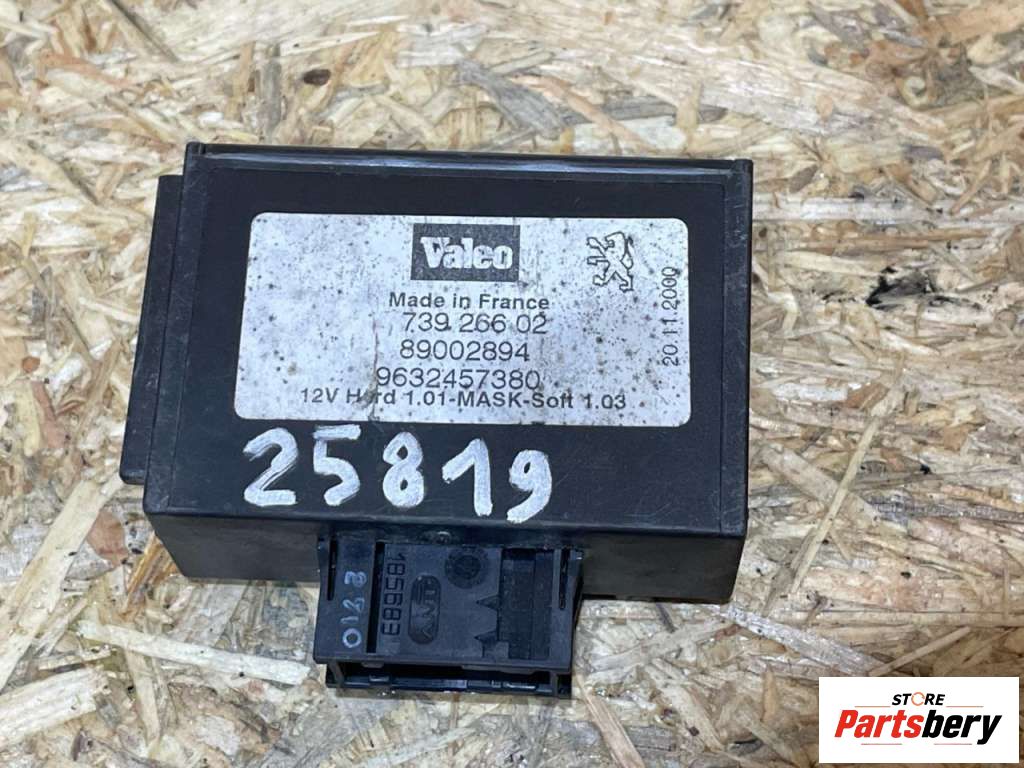 Valeo
Made in France
739 266 02
89002894
9632457380
12V Hard 1.01-MASK-Soft 1.03
20.11.2000
25819
185683
STORE
Partsbery